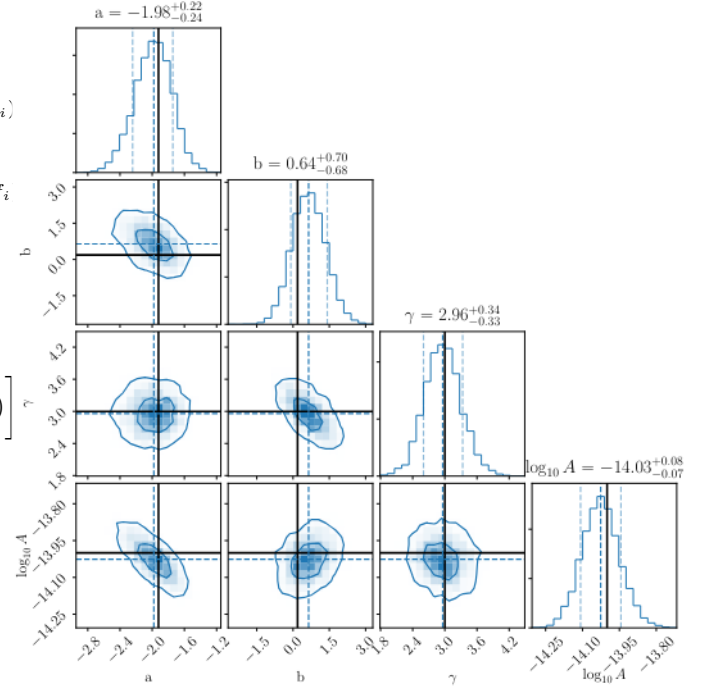 a = −1.98^{+0.22}_{−0.24}
i)
b = 0.64^{+0.70}_{−0.68}
i
3.0
1.5
0.0
−1.5
b
γ = 2.96^{+0.34}_{−0.33}
4.2
3.6
3.0
2.4
1.8
γ
)]
log₁₀ A = −14.03^{+0.08}_{−0.07}
−13.80
−13.95
−14.10
−14.25
log₁₀ A
−2.8 −2.4 −2.0 −1.6 −1.2
−1.5 0.0 1.5 3.0
1.8 2.4 3.0 3.6 4.2
−14.25 −14.10 −13.95 −13.80
a b γ log₁₀ A